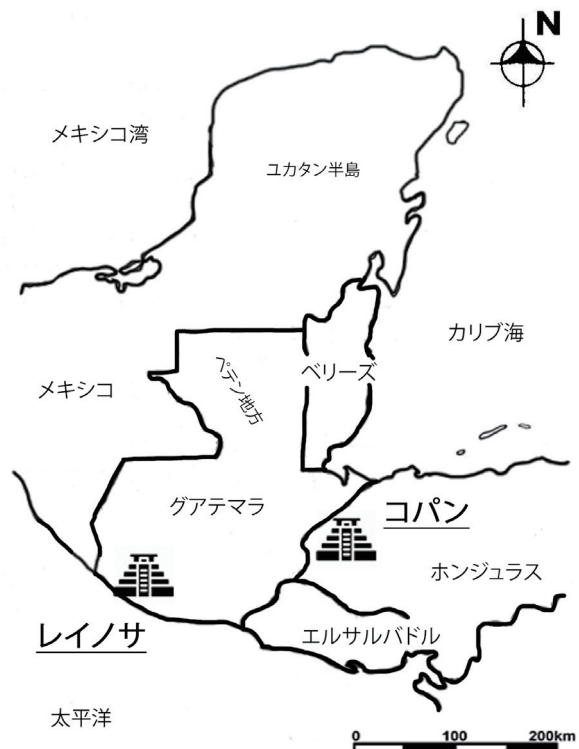 N
メキシコ湾
ユカタン半島
カリブ海
ベリーズ
ペテン地方
メキシコ
グアテマラ
コパン
ホンジュラス
レイノサ
エルサルバドル
太平洋
0 100 200km